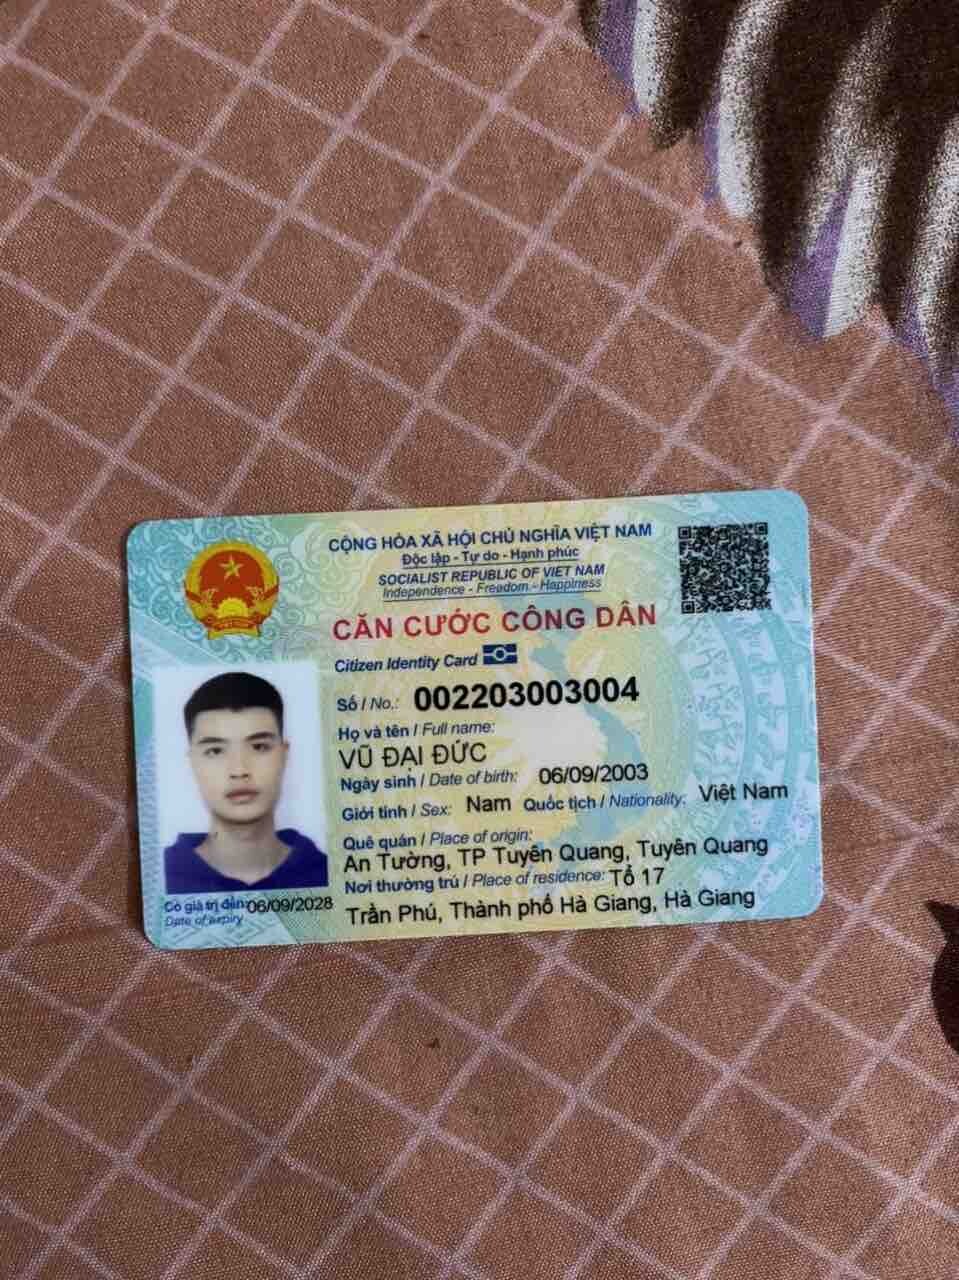 CỘNG HÒA XÃ HỘI CHỦ NGHĨA VIỆT NAM
Độc lập - Tự do - Hạnh phúc
SOCIALIST REPUBLIC OF VIET NAM
Independence - Freedom - Happiness
CĂN CƯỚC CÔNG DÂN
Citizen Identity Card
Số / No.: 002203003004
Họ và tên / Full name:
VŨ ĐẠI ĐỨC
Ngày sinh / Date of birth: 06/09/2003
Giới tính / Sex: Nam Quốc tịch / Nationality: Việt Nam
Quê quán / Place of origin:
An Tường, TP Tuyên Quang, Tuyên Quang
Nơi thường trú / Place of residence: Tổ 17
Trần Phú, Thành phố Hà Giang, Hà Giang
Có giá trị đến: 06/09/2028
Date of expiry